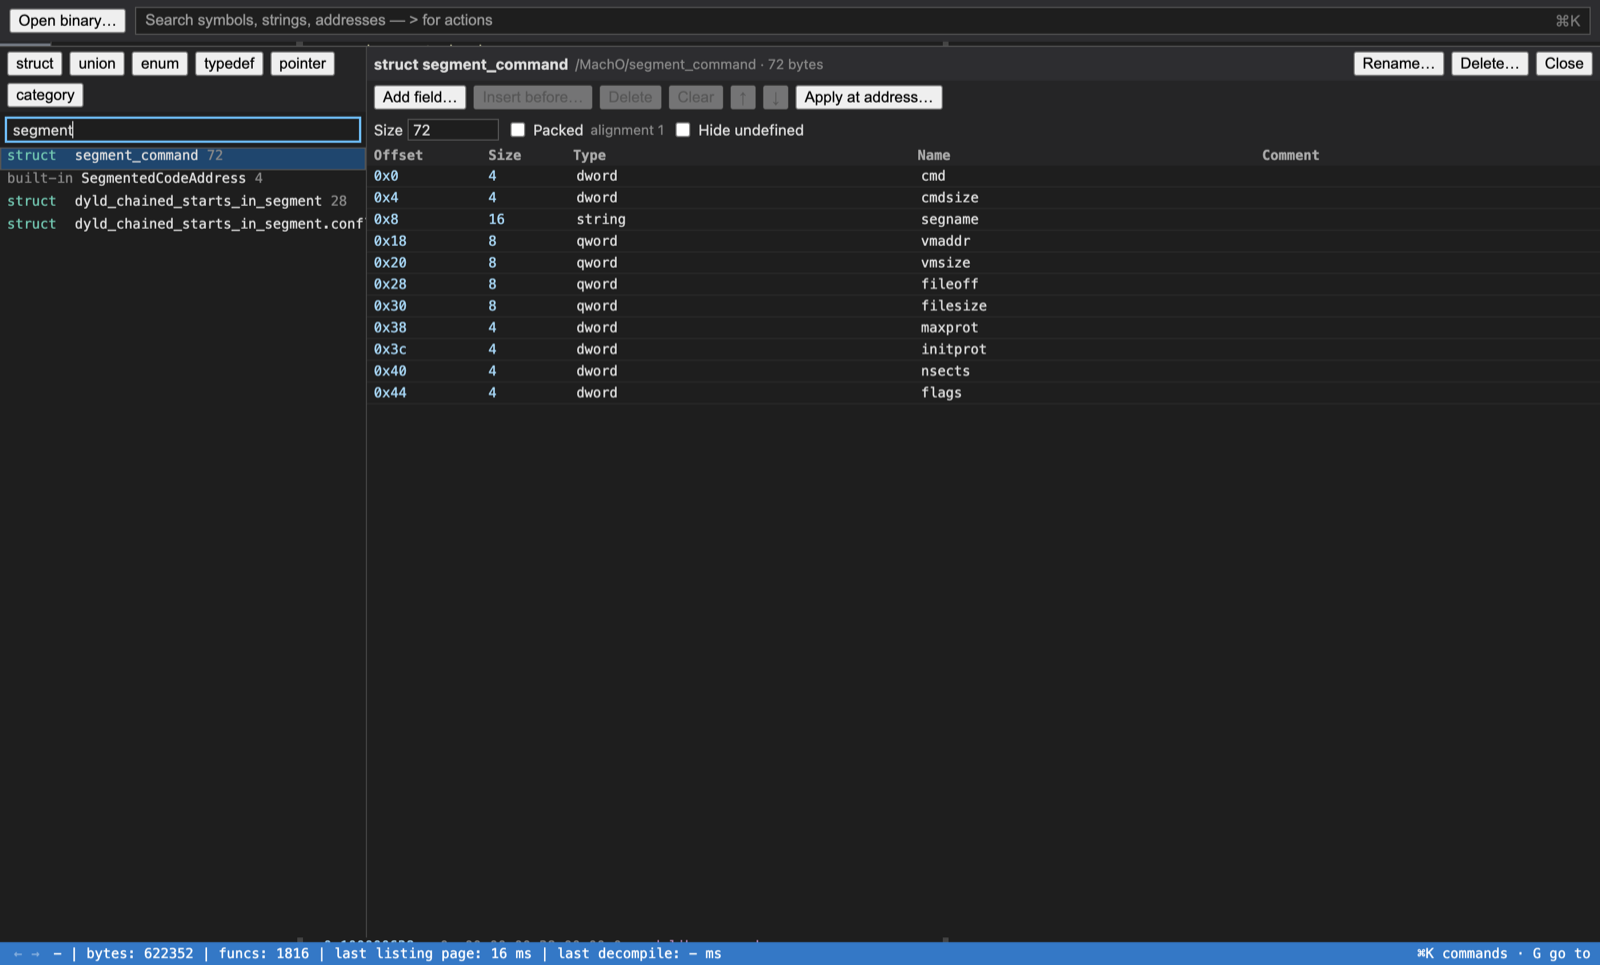 Open binary… Search symbols, strings, addresses — > for actions ⌘K
struct union enum typedef pointer
category
segment
struct segment_command 72
built-in SegmentedCodeAddress 4
struct dyld_chained_starts_in_segment 28
struct dyld_chained_starts_in_segment.conf
struct segment_command /MachO/segment_command · 72 bytes Rename… Delete… Close
Add field… Insert before… Delete Clear ↑ ↓ Apply at address…
Size 72 Packed alignment 1 Hide undefined
Offset Size Type Name Comment
0x0 4 dword cmd
0x4 4 dword cmdsize
0x8 16 string segname
0x18 8 qword vmaddr
0x20 8 qword vmsize
0x28 8 qword fileoff
0x30 8 qword filesize
0x38 4 dword maxprot
0x3c 4 dword initprot
0x40 4 dword nsects
0x44 4 dword flags
← → – | bytes: 622352 | funcs: 1816 | last listing page: 16 ms | last decompile: – ms ⌘K commands · G go to